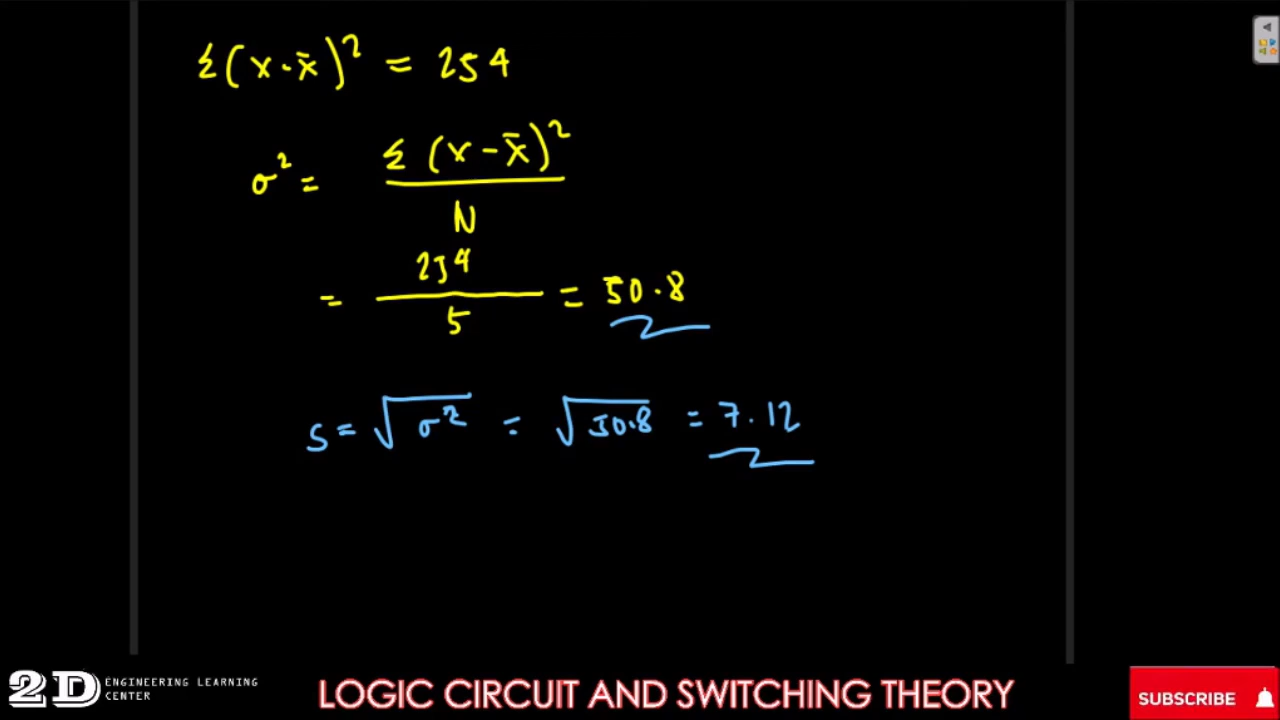 Σ(x-x̄)² = 254
σ² = Σ(x-x̄)² / N
= 254 / 5 = 50.8
s = √σ² = √50.8 = 7.12
2D ENGINEERING LEARNING CENTER
LOGIC CIRCUIT AND SWITCHING THEORY
SUBSCRIBE